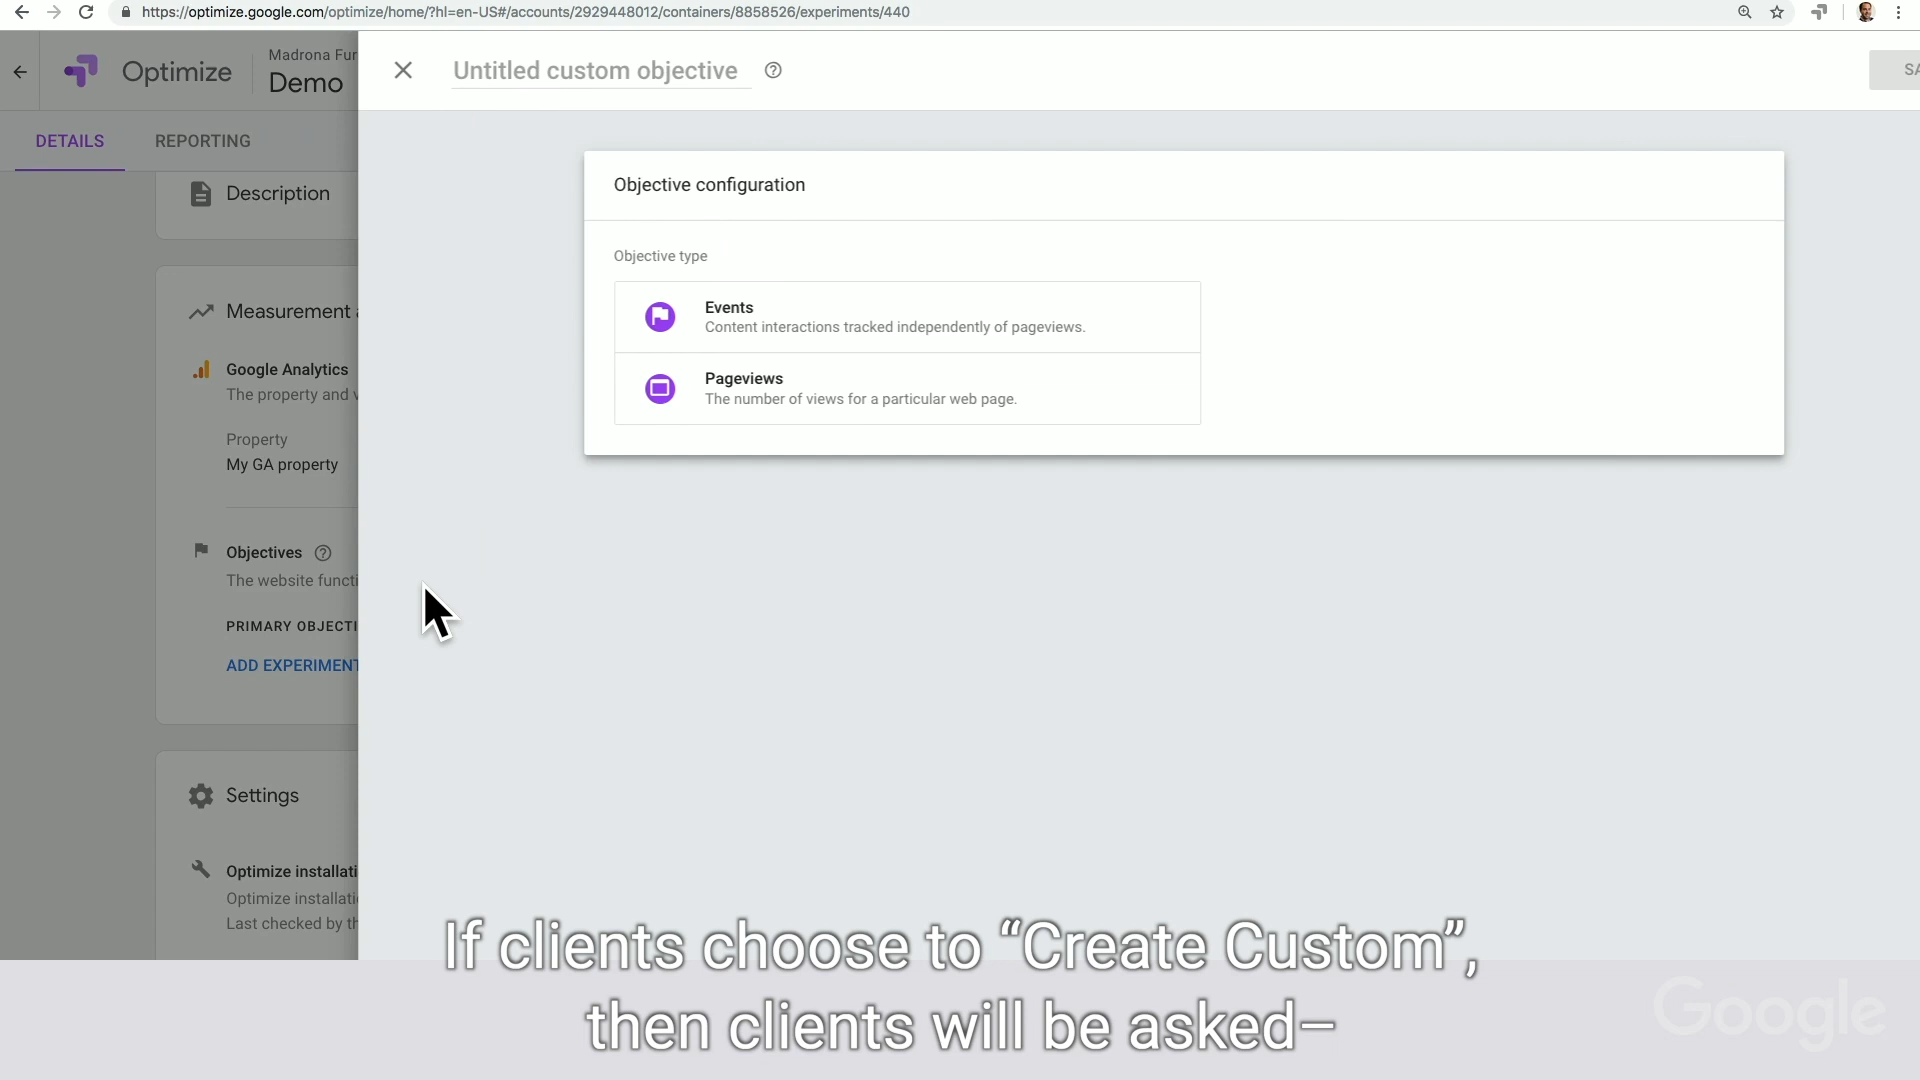 https://optimize.google.com/optimize/home/?hl=en-US#/accounts/2929448012/containers/8858526/experiments/440
Optimize
Madrona Fur
Demo
Untitled custom objective
SA
DETAILS
REPORTING
Description
Objective configuration
Objective type
Events
Content interactions tracked independently of pageviews.
Pageviews
The number of views for a particular web page.
Measurement a
Google Analytics
The property and v
Property
My GA property
Objectives
The website functi
PRIMARY OBJECTI
ADD EXPERIMENT
Settings
Optimize installati
Optimize installati
Last checked by th
If clients choose to “Create Custom”,
then clients will be asked–
Google